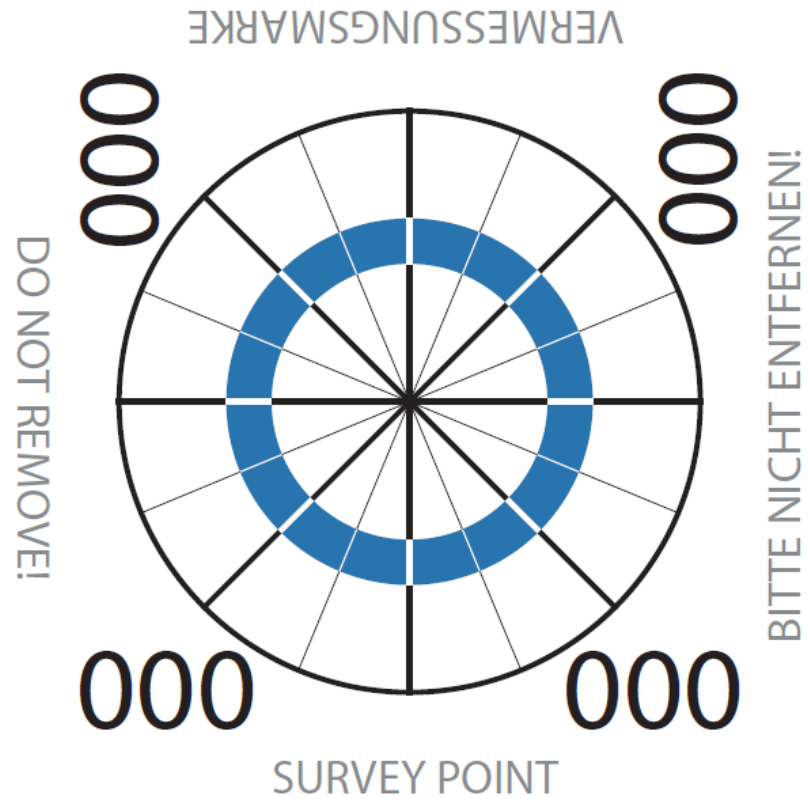 VERMESSUNGSMARKE
000
000
DO NOT REMOVE!
BITTE NICHT ENTFERNEN!
000
000
SURVEY POINT